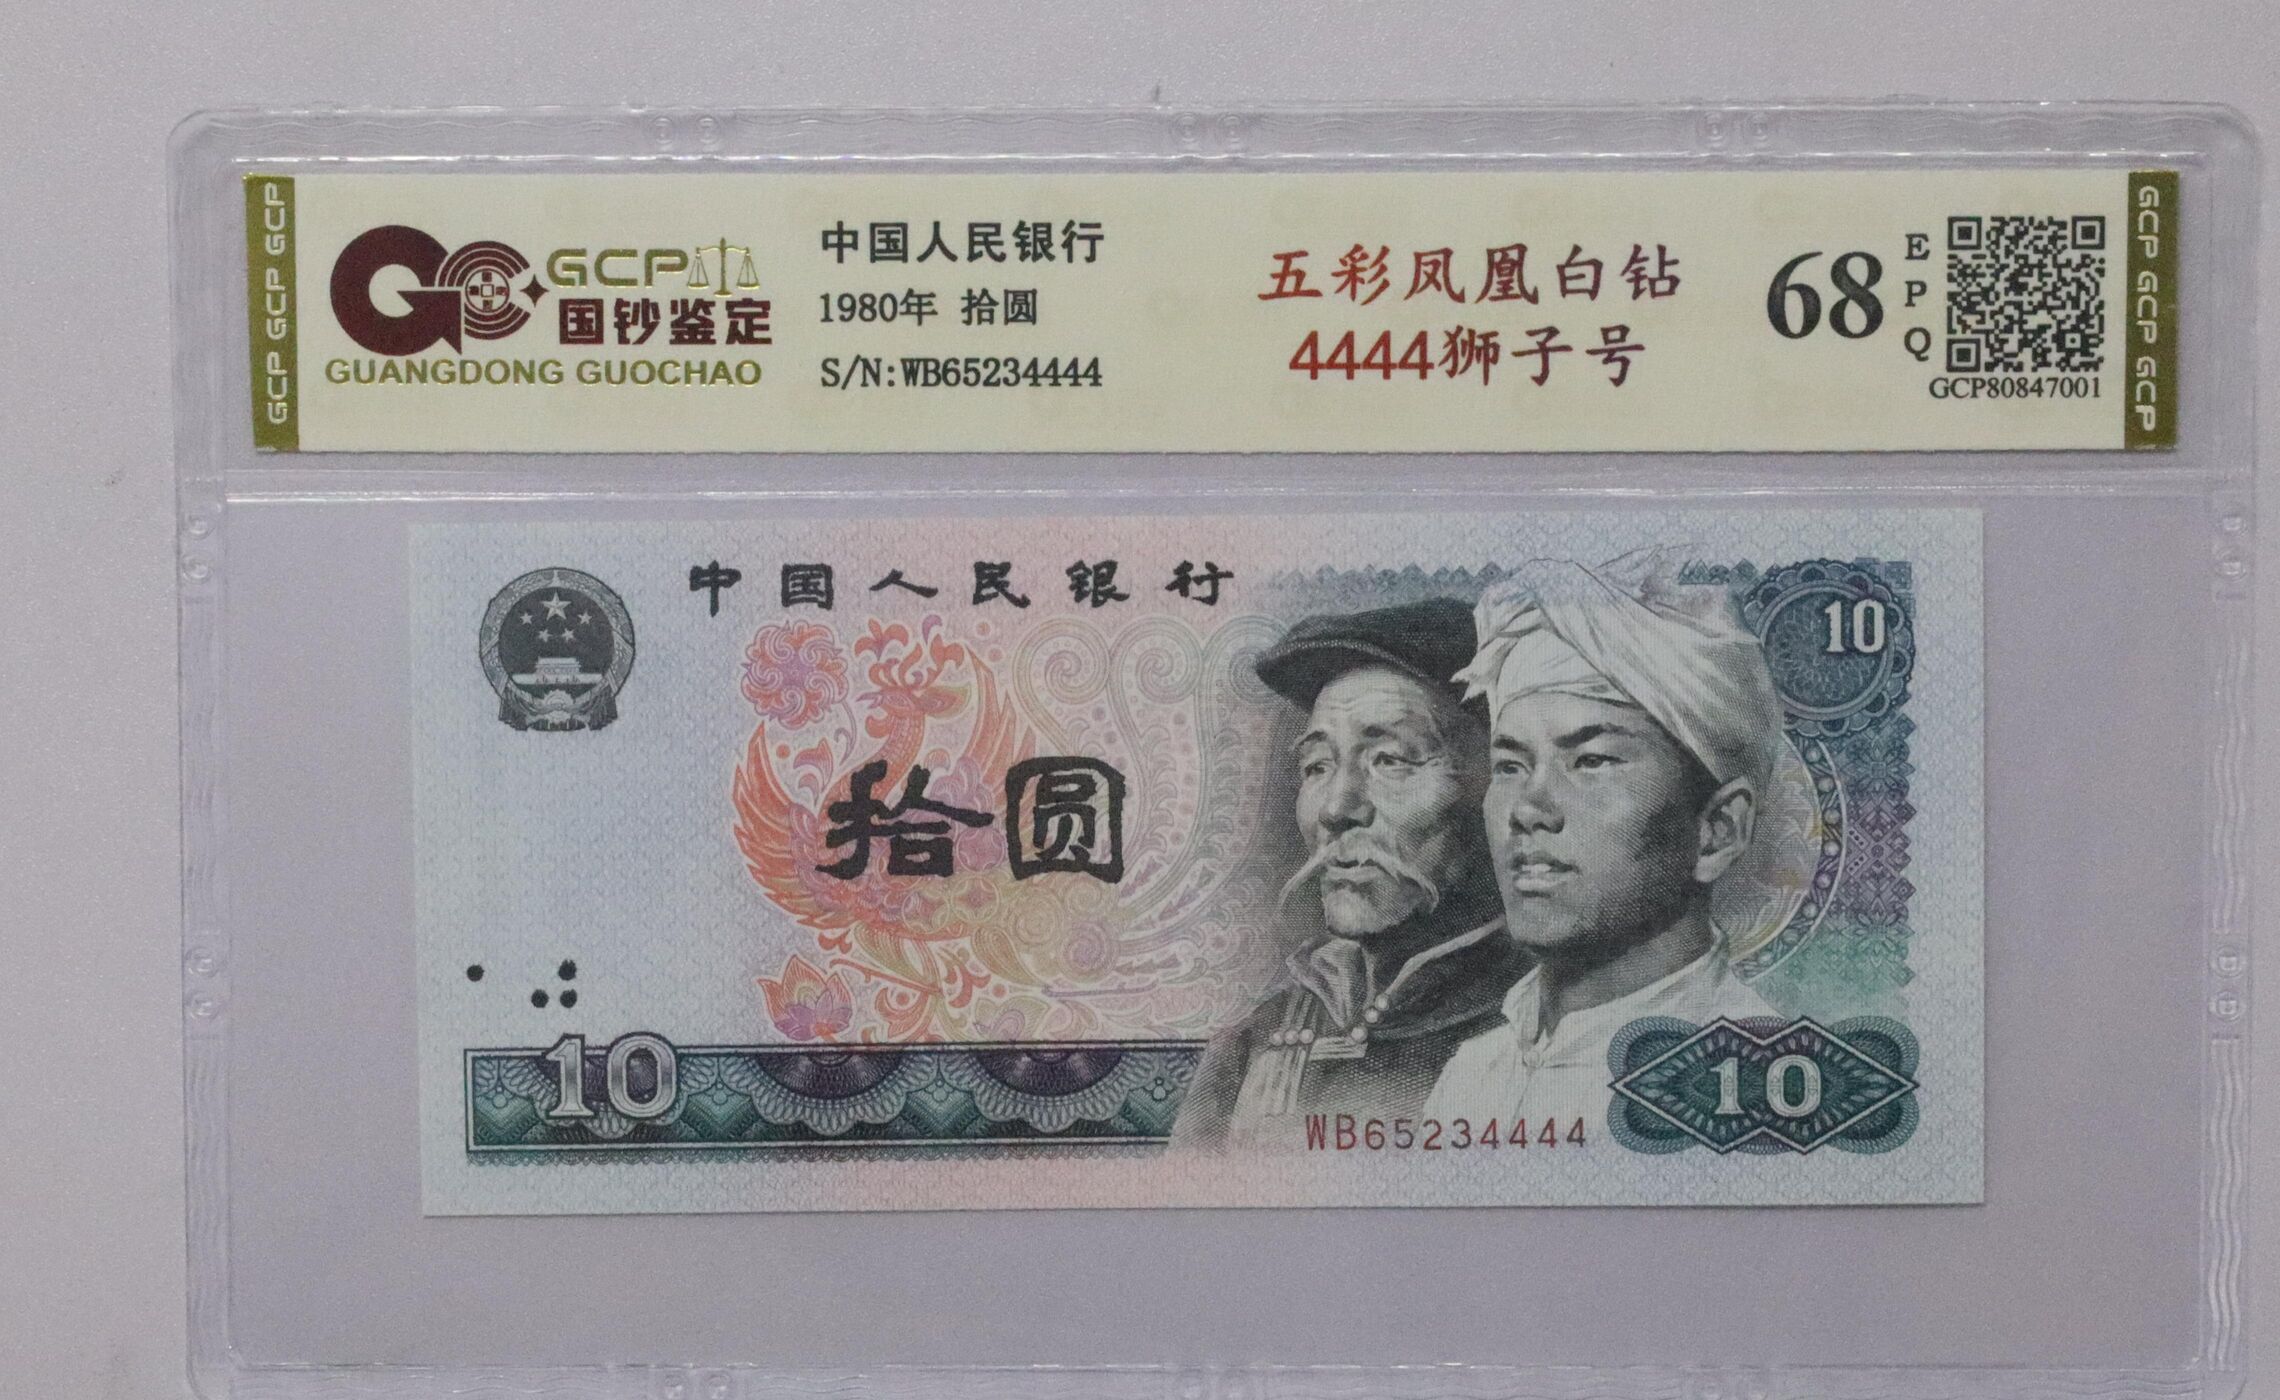 GCP GCP GCP
GCP
国钞鉴定
GUANGDONG GUOCHAO
中国人民银行
1980年 拾圆
S/N:WB65234444
五彩凤凰白钻
4444狮子号
68
E
P
Q
GCP80847001
GCP GCP GCP
中国人民银行
10
拾圆
10
WB65234444
10